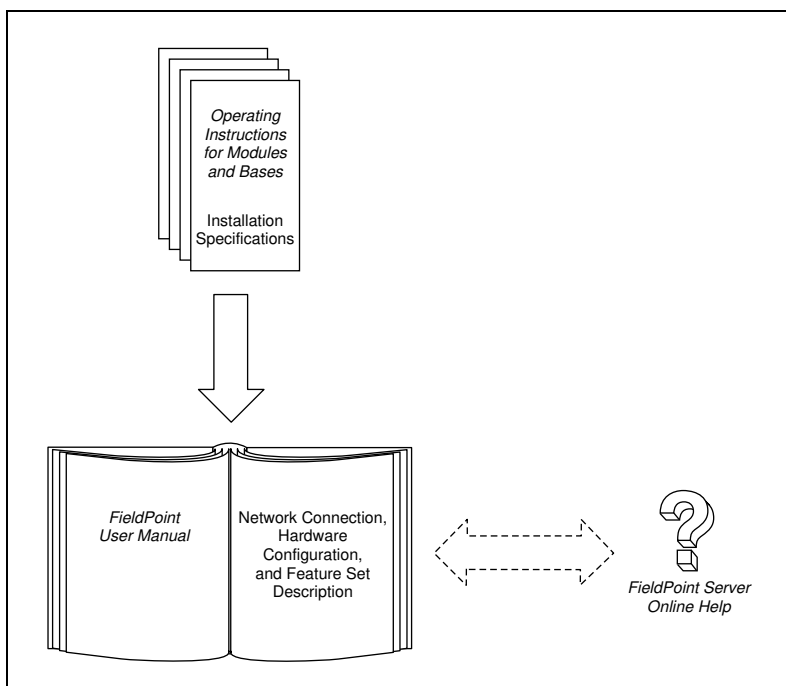 Operating
Instructions
for Modules
and Bases
Installation
Specifications
FieldPoint
User Manual
Network Connection,
Hardware
Configuration,
and Feature Set
Description
FieldPoint Server
Online Help